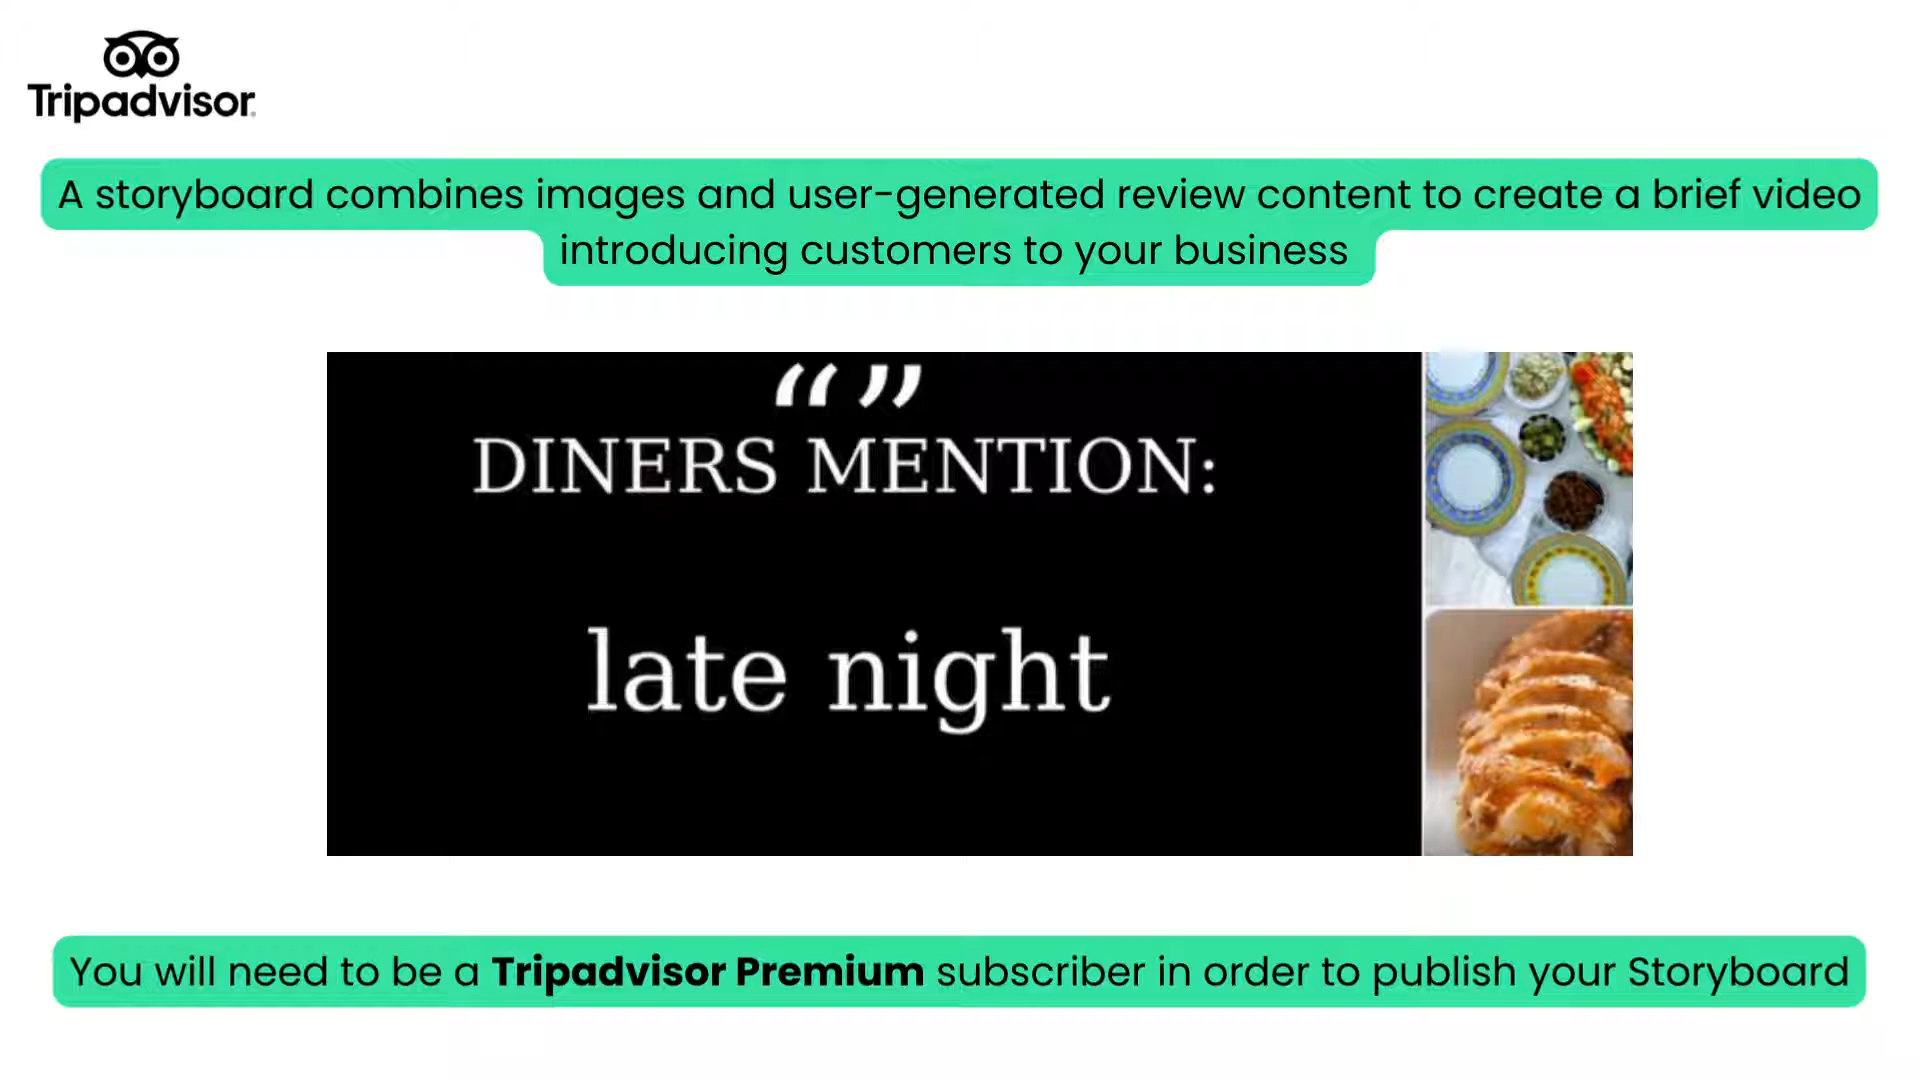 Tripadvisor
A storyboard combines images and user-generated review content to create a brief video
introducing customers to your business
“”
DINERS MENTION:
late night
You will need to be a Tripadvisor Premium subscriber in order to publish your Storyboard